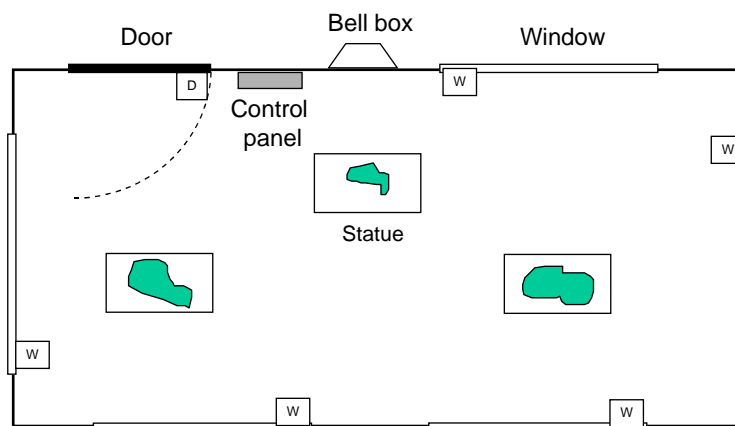 Door
Bell box
Window
D
W
Control
panel
W
Statue
W
W
W